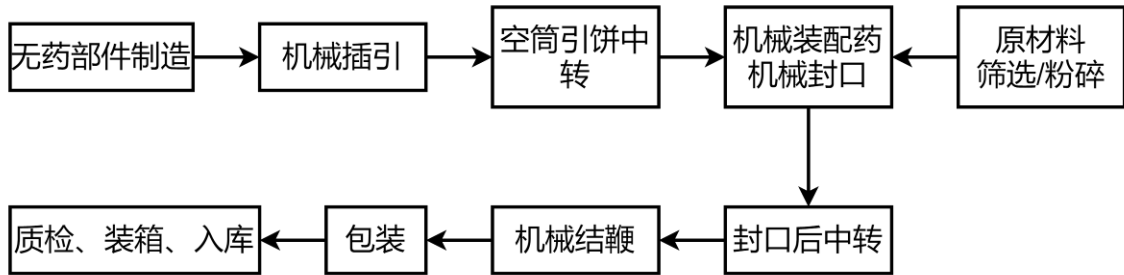 无药部件制造
机械插引
空筒引饼中
转
机械装配药
机械封口
原材料
筛选/粉碎
质检、装箱、入库
包装
机械结鞭
封口后中转